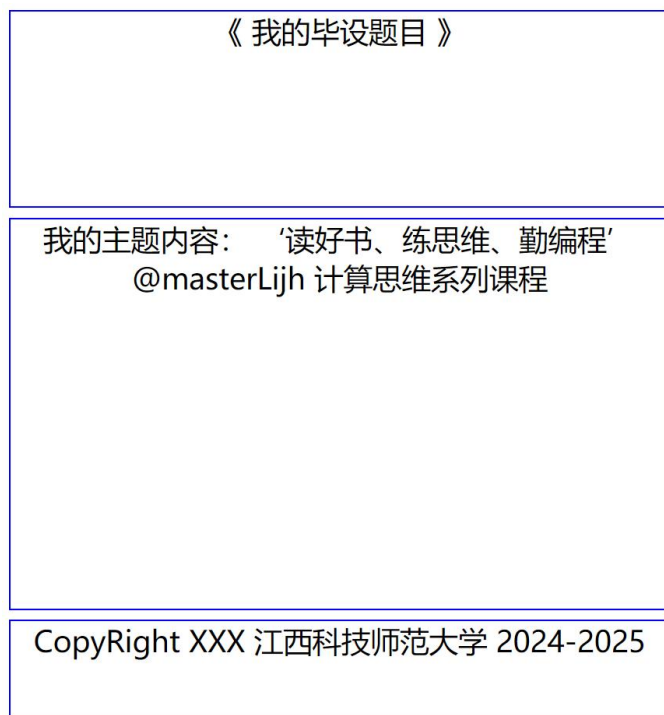 《 我的毕设题目 》
我的主题内容： ‘读好书、练思维、勤编程’
@masterLijh 计算思维系列课程
CopyRight XXX 江西科技师范大学 2024-2025